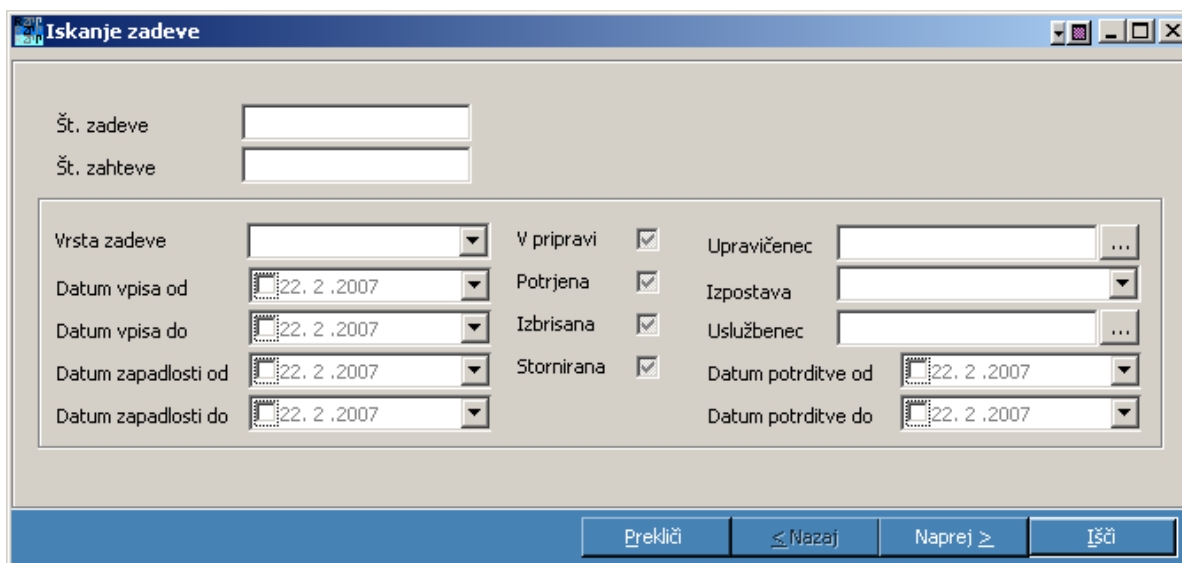 Iskanje zadeve
Št. zadeve
Št. zahteve
Vrsta zadeve
V pripravi
Upravičenec
...
Datum vpisa od
22. 2 .2007
Potrjena
Izpostava
Datum vpisa do
22. 2 .2007
Izbrisana
Uslužbenec
...
Datum zapadlosti od
22. 2 .2007
Stornirana
Datum potrditve od
22. 2 .2007
Datum zapadlosti do
22. 2 .2007
Datum potrditve do
22. 2 .2007
Prekliči
< Nazaj
Naprej >
Išči